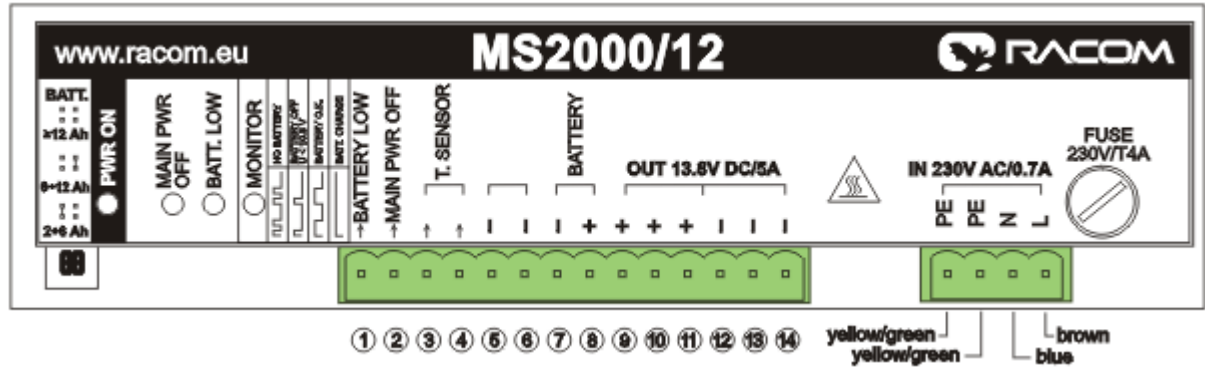 www.racom.eu
MS2000/12
RACOM
BATT.
≥12 Ah
6÷12 Ah
2÷6 Ah
PWR ON
MAIN PWR
OFF
BATT. LOW
MONITOR
NO BATTERY
BATTERY OFF
BATTERY O.K.
BATT. CHARGE
BATTERY LOW
MAIN PWR OFF
T. SENSOR
BATTERY
OUT 13.8V DC/5A
IN 230V AC/0.7A
FUSE
230V/T4A
− − − + + + + − − −
PE PE N L
1 2 3 4 5 6 7 8 9 10 11 12 13 14
yellow/green
yellow/green
brown
blue